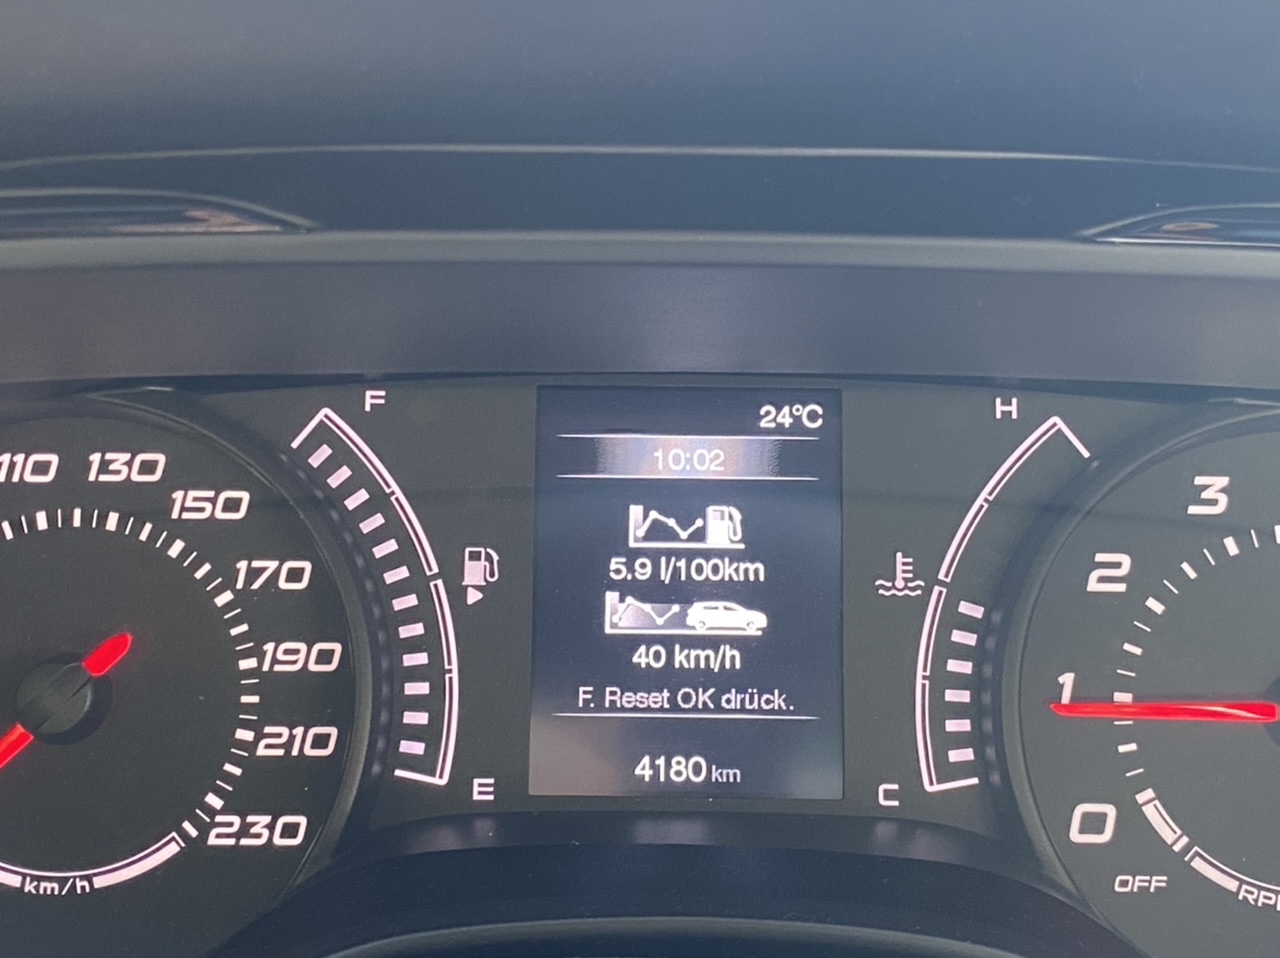 110
130
150
170
190
210
230
km/h
F
E
24°C
10:02
5.9 l/100km
40 km/h
F. Reset OK drück.
4180 km
H
C
3
2
1
0
OFF